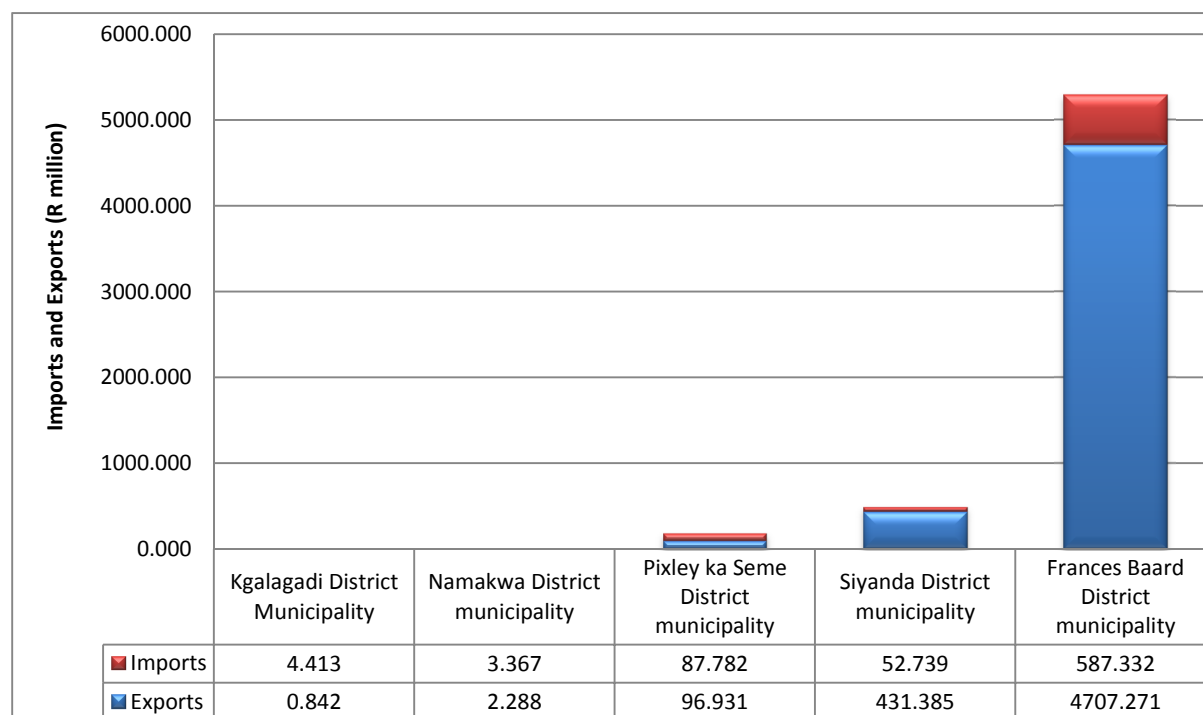 6000.000
5000.000
4000.000
3000.000
2000.000
1000.000
0.000
Imports and Exports (R million)
Kgalagadi District
Municipality
Namakwa District
municipality
Pixley ka Seme
District
municipality
Siyanda District
municipality
Frances Baard
District
municipality
Imports 4.413 3.367 87.782 52.739 587.332
Exports 0.842 2.288 96.931 431.385 4707.271